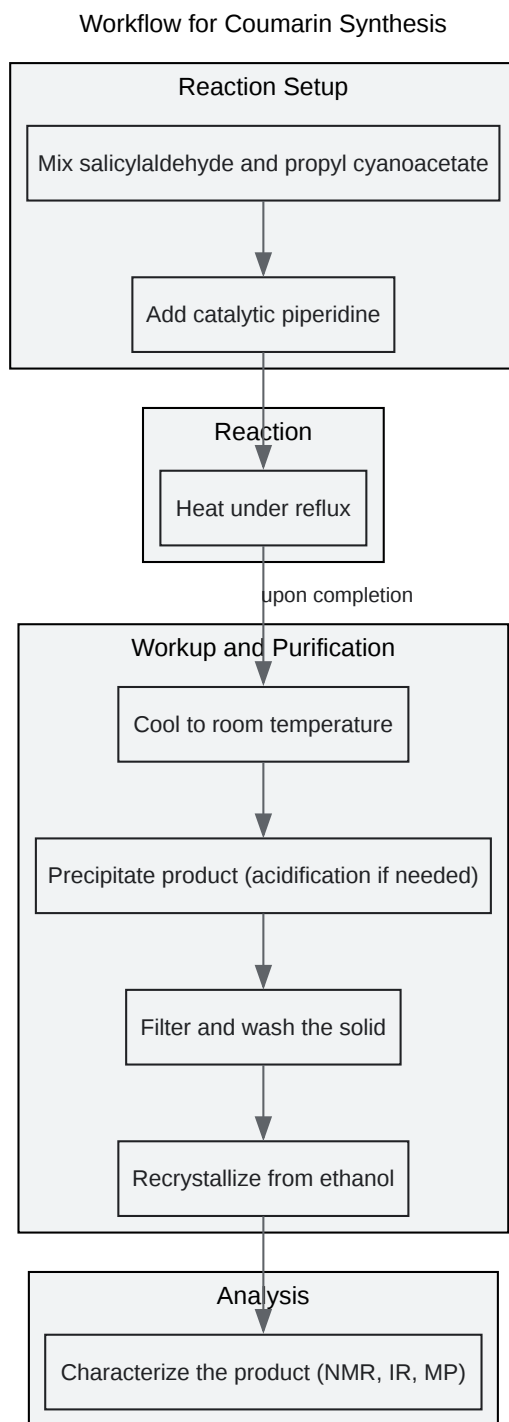 Workflow for Coumarin Synthesis
Reaction Setup
Mix salicylaldehyde and propyl cyanoacetate
Add catalytic piperidine
Reaction
Heat under reflux
upon completion
Workup and Purification
Cool to room temperature
Precipitate product (acidification if needed)
Filter and wash the solid
Recrystallize from ethanol
Analysis
Characterize the product (NMR, IR, MP)